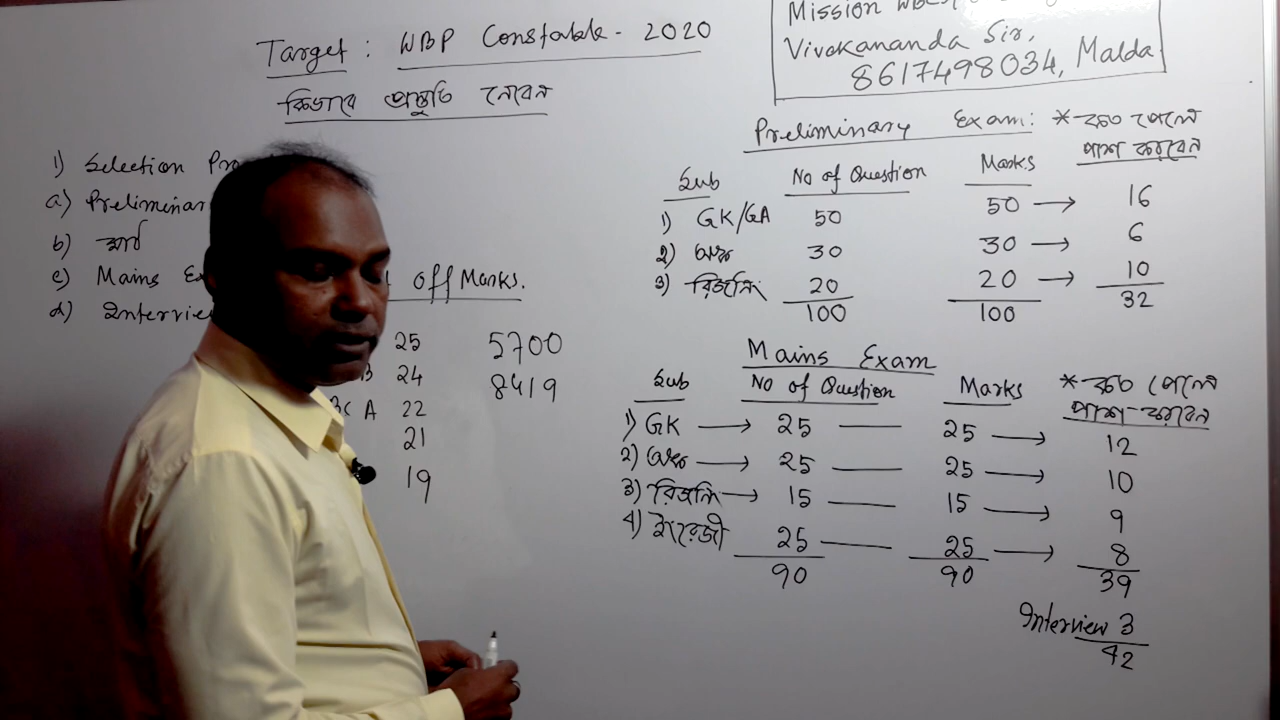 Target : WBP Constable - 2020
কিভাবে প্রস্তুতি নেবেন
Mission
Vivekananda Sir,
8617498034, Malda
1) Selection
a) Preliminar
b) মাঠ
c) Mains
d) Interview
Off Marks.
25 5700
24 8419
A 22
21
19
Preliminary Exam: * কত পেলে
পাশ করবেন
Sub No of Question Marks
1) GK/GA 50 50 → 16
2) অঙ্ক 30 30 → 6
3) রিজনিং 20 20 → 10
100 100 32
Mains Exam
Sub No of Question Marks * কত পেলে
পাশ করবেন
1) GK → 25 — 25 → 12
2) অঙ্ক → 25 — 25 → 10
3) রিজনিং → 15 — 15 → 9
4) ইংরেজী 25 — 25 → 8
90 90 39
Interview 3
42